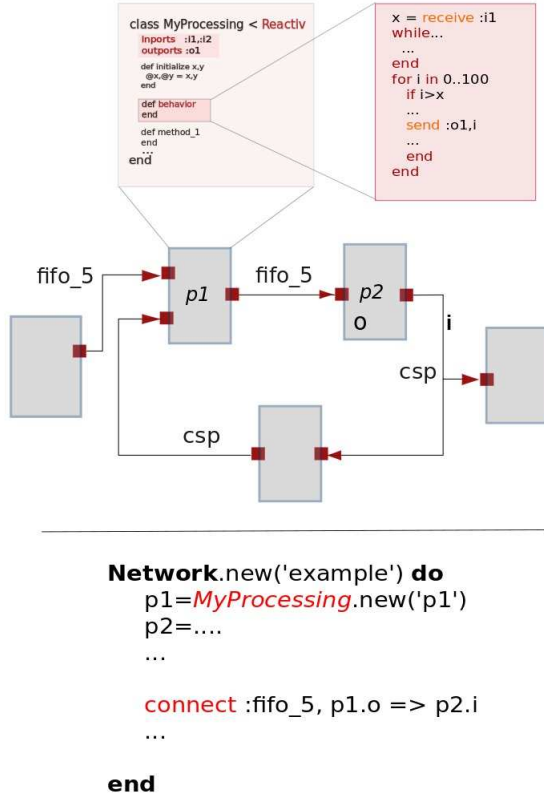 class MyProcessing < Reactiv
inports :i1,:i2
outports :o1
def initialize x,y
@x,@y = x,y
end
def behavior
end
def method_1
end
...
end
x = receive :i1
while...
...
end
for i in 0..100
if i>x
...
send :o1,i
...
end
end
fifo_5
p1
fifo_5
p2
o
i
csp
csp
Network.new('example') do
p1=MyProcessing.new('p1')
p2=....
...
connect :fifo_5, p1.o => p2.i
...
end